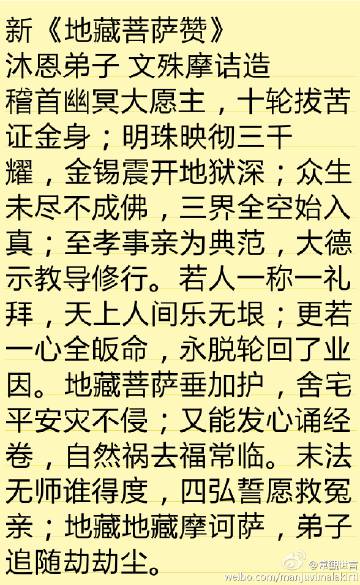 新《地藏菩萨赞》
沐恩弟子 文殊摩诘造
稽首幽冥大愿主，十轮拔苦
证金身；明珠映彻三千
耀，金锡震开地狱深；众生
未尽不成佛，三界全空始入
真；至孝事亲为典范，大德
示教导修行。若人一称一礼
拜，天上人间乐无垠；更若
一心全皈命，永脱轮回了业
因。地藏菩萨垂加护，舍宅
平安灾不侵；又能发心诵经
卷，自然祸去福常临。末法
无师谁得度，四弘誓愿救冤
亲；地藏地藏摩诃萨，弟子
追随劫劫尘。
weibo.com/manjuvimalakirti